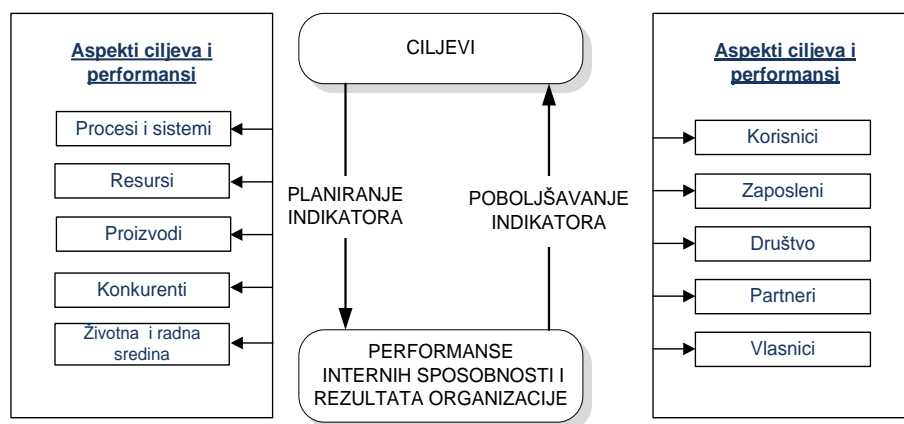 Aspekti ciljeva i
performansi
Procesi i sistemi
Resursi
Proizvodi
Konkurenti
Životna i radna
sredina
CILJEVI
PLANIRANJE
INDIKATORA
POBOLJŠAVANJE
INDIKATORA
PERFORMANSE
INTERNIH SPOSOBNOSTI I
REZULTATA ORGANIZACIJE
Aspekti ciljeva i
performansi
Korisnici
Zaposleni
Društvo
Partneri
Vlasnici